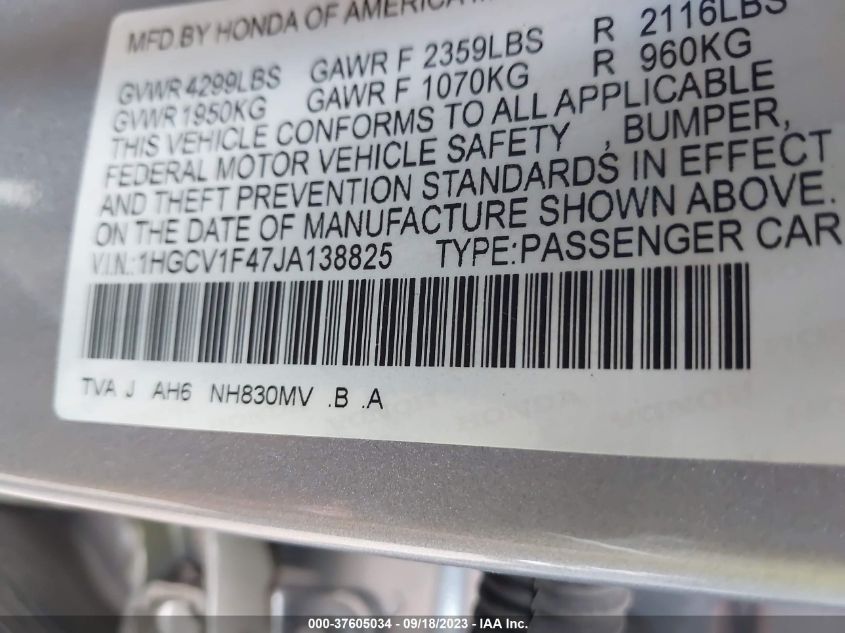 MFD.BY HONDA OF AMERICA
GVWR 4299LBS GAWR F 2359LBS R 2116LBS
GVWR 1950KG GAWR F 1070KG R 960KG
THIS VEHICLE CONFORMS TO ALL APPLICABLE
FEDERAL MOTOR VEHICLE SAFETY , BUMPER,
AND THEFT PREVENTION STANDARDS IN EFFECT
ON THE DATE OF MANUFACTURE SHOWN ABOVE.
V.I.N.:1HGCV1F47JA138825 TYPE:PASSENGER CAR
TVA J AH6 NH830MV .B .A
000-37605034 / 09/18/2023 - © IAA Inc.